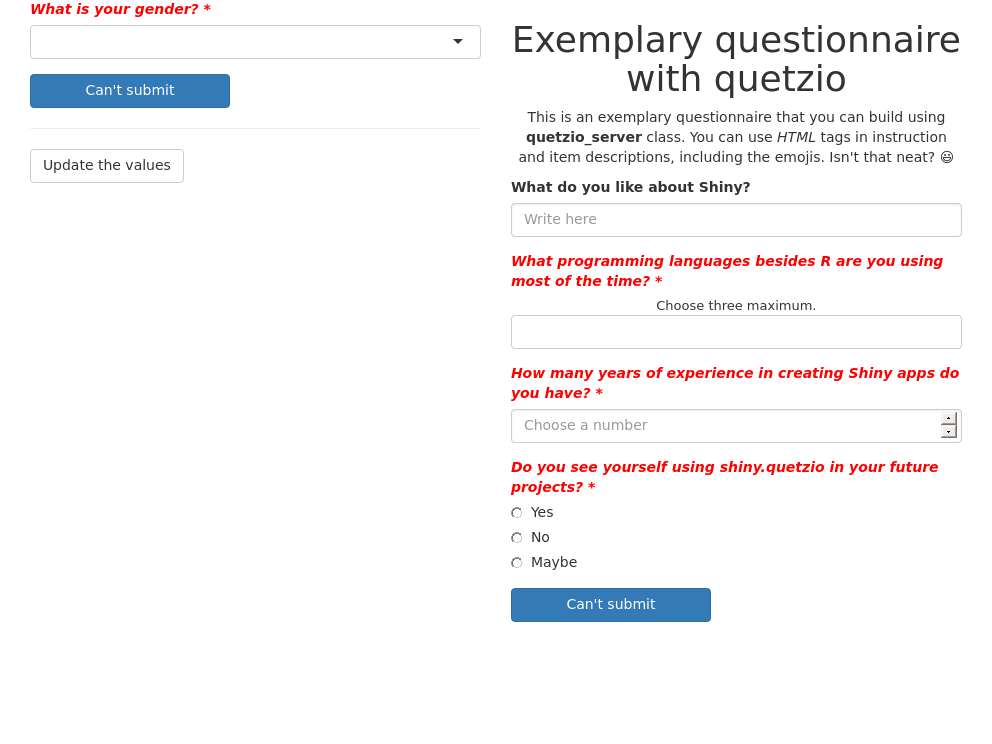 What is your gender? *
Can't submit
Update the values
Exemplary questionnaire
with quetzio
This is an exemplary questionnaire that you can build using
quetzio_server class. You can use HTML tags in instruction
and item descriptions, including the emojis. Isn't that neat? 😃
What do you like about Shiny?
Write here
What programming languages besides R are you using
most of the time? *
Choose three maximum.
How many years of experience in creating Shiny apps do
you have? *
Choose a number
Do you see yourself using shiny.quetzio in your future
projects? *
Yes
No
Maybe
Can't submit